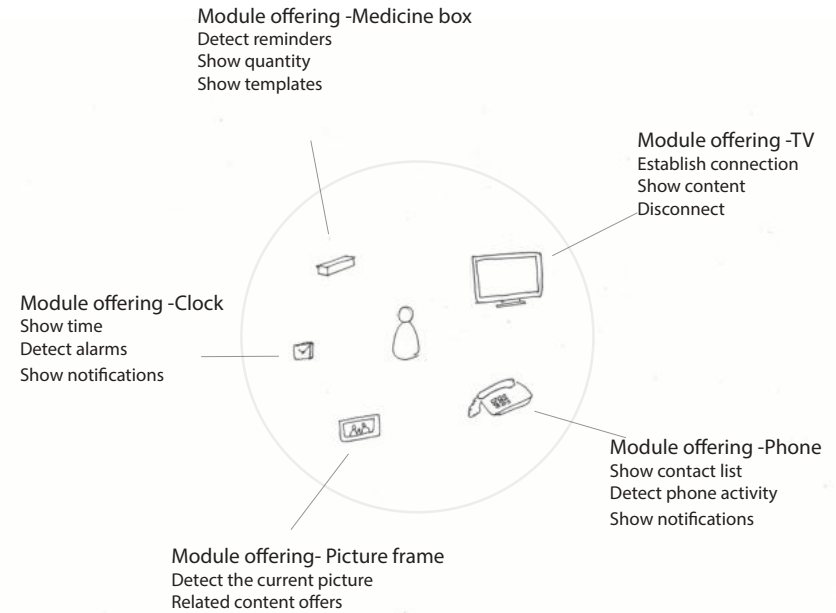 Module offering -Medicine box
Detect reminders
Show quantity
Show templates
Module offering -TV
Establish connection
Show content
Disconnect
Module offering -Clock
Show time
Detect alarms
Show notifications
Module offering -Phone
Show contact list
Detect phone activity
Show notifications
Module offering- Picture frame
Detect the current picture
Related content offers